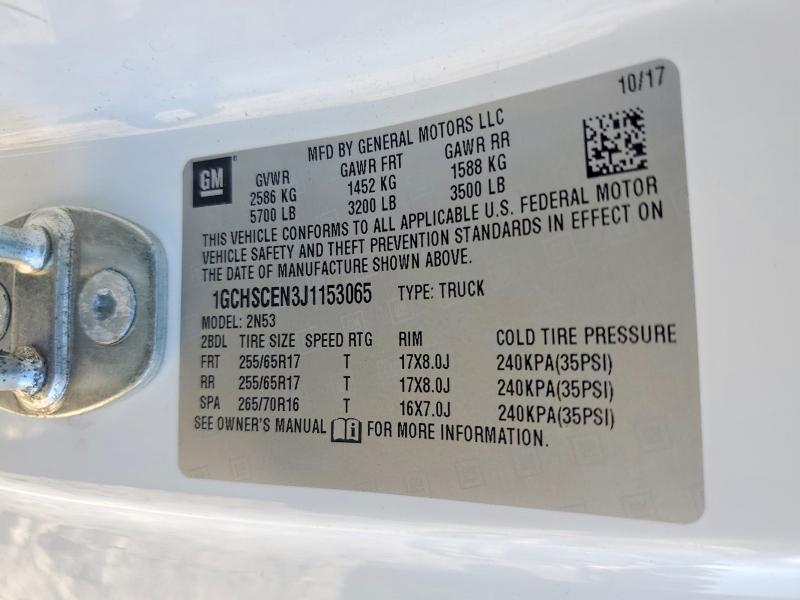 10/17
MFD BY GENERAL MOTORS LLC
GM
GVWR GAWR FRT GAWR RR
2586 KG 1452 KG 1588 KG
5700 LB 3200 LB 3500 LB
THIS VEHICLE CONFORMS TO ALL APPLICABLE U.S. FEDERAL MOTOR
VEHICLE SAFETY AND THEFT PREVENTION STANDARDS IN EFFECT ON
THE DATE OF MANUFACTURE SHOWN ABOVE.
1GCHSCEN3J1153065 TYPE: TRUCK
MODEL: 2N53
2BDL TIRE SIZE SPEED RTG RIM COLD TIRE PRESSURE
FRT 255/65R17 T 17X8.0J 240KPA(35PSI)
RR 255/65R17 T 17X8.0J 240KPA(35PSI)
SPA 265/70R16 T 16X7.0J 240KPA(35PSI)
SEE OWNER'S MANUAL FOR MORE INFORMATION.